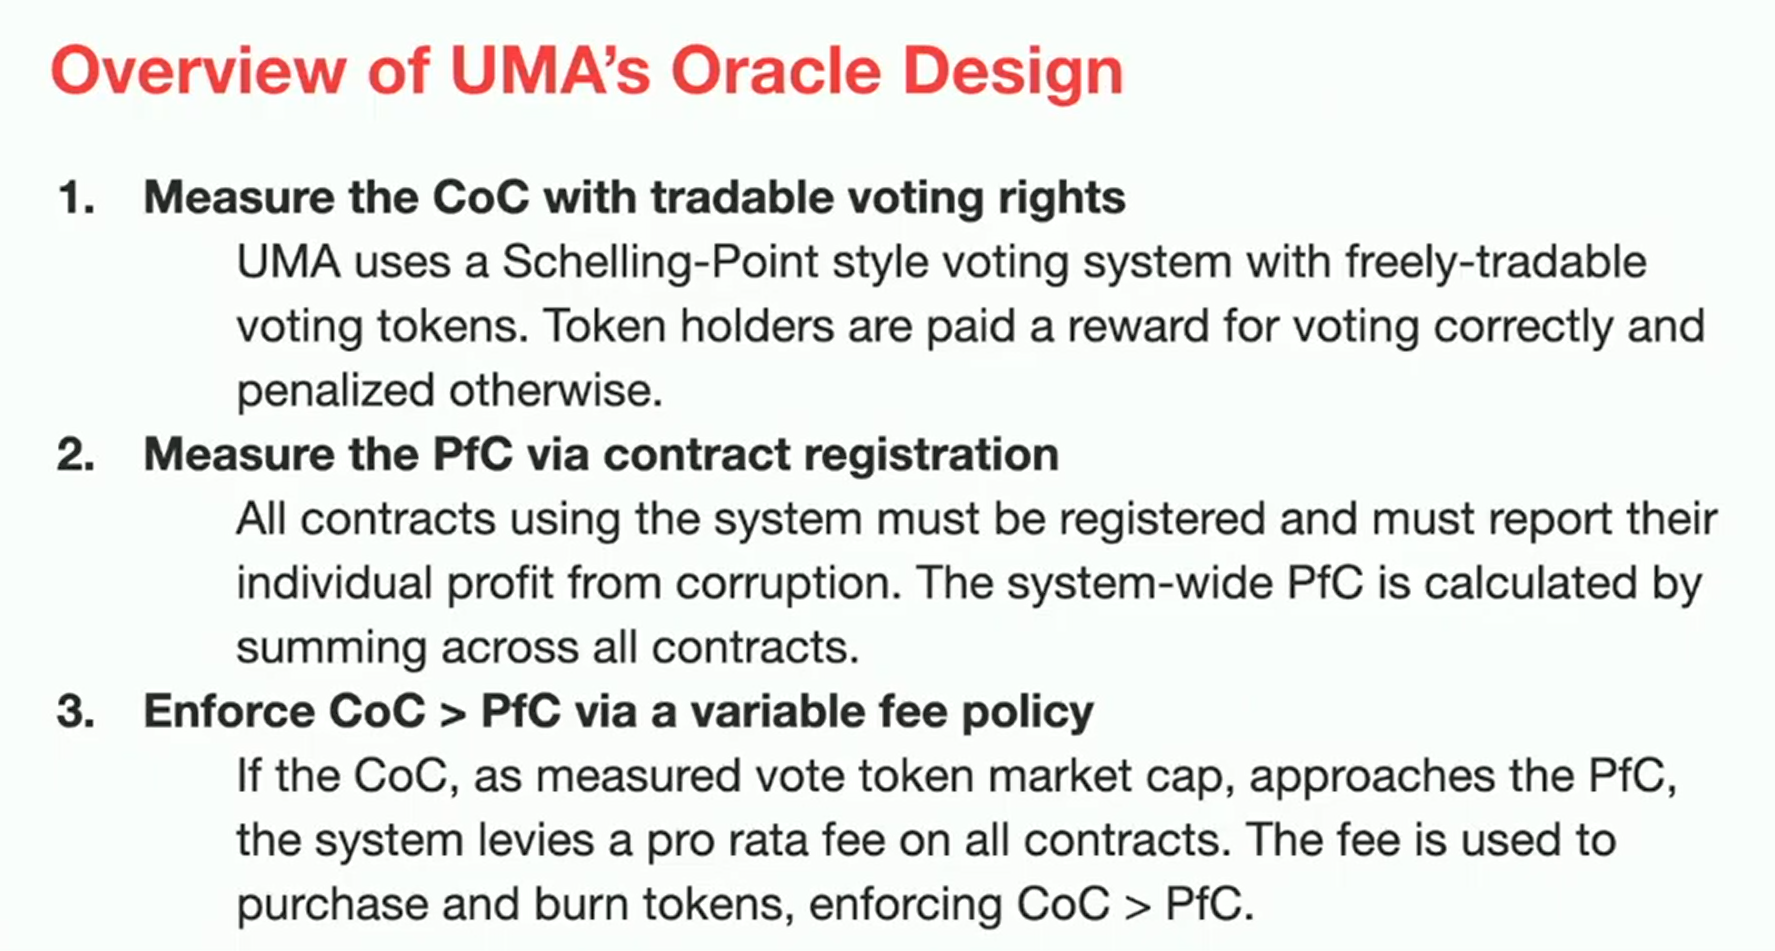 Overview of UMA’s Oracle Design
1. Measure the CoC with tradable voting rights
UMA uses a Schelling-Point style voting system with freely-tradable
voting tokens. Token holders are paid a reward for voting correctly and
penalized otherwise.
2. Measure the PfC via contract registration
All contracts using the system must be registered and must report their
individual profit from corruption. The system-wide PfC is calculated by
summing across all contracts.
3. Enforce CoC > PfC via a variable fee policy
If the CoC, as measured vote token market cap, approaches the PfC,
the system levies a pro rata fee on all contracts. The fee is used to
purchase and burn tokens, enforcing CoC > PfC.